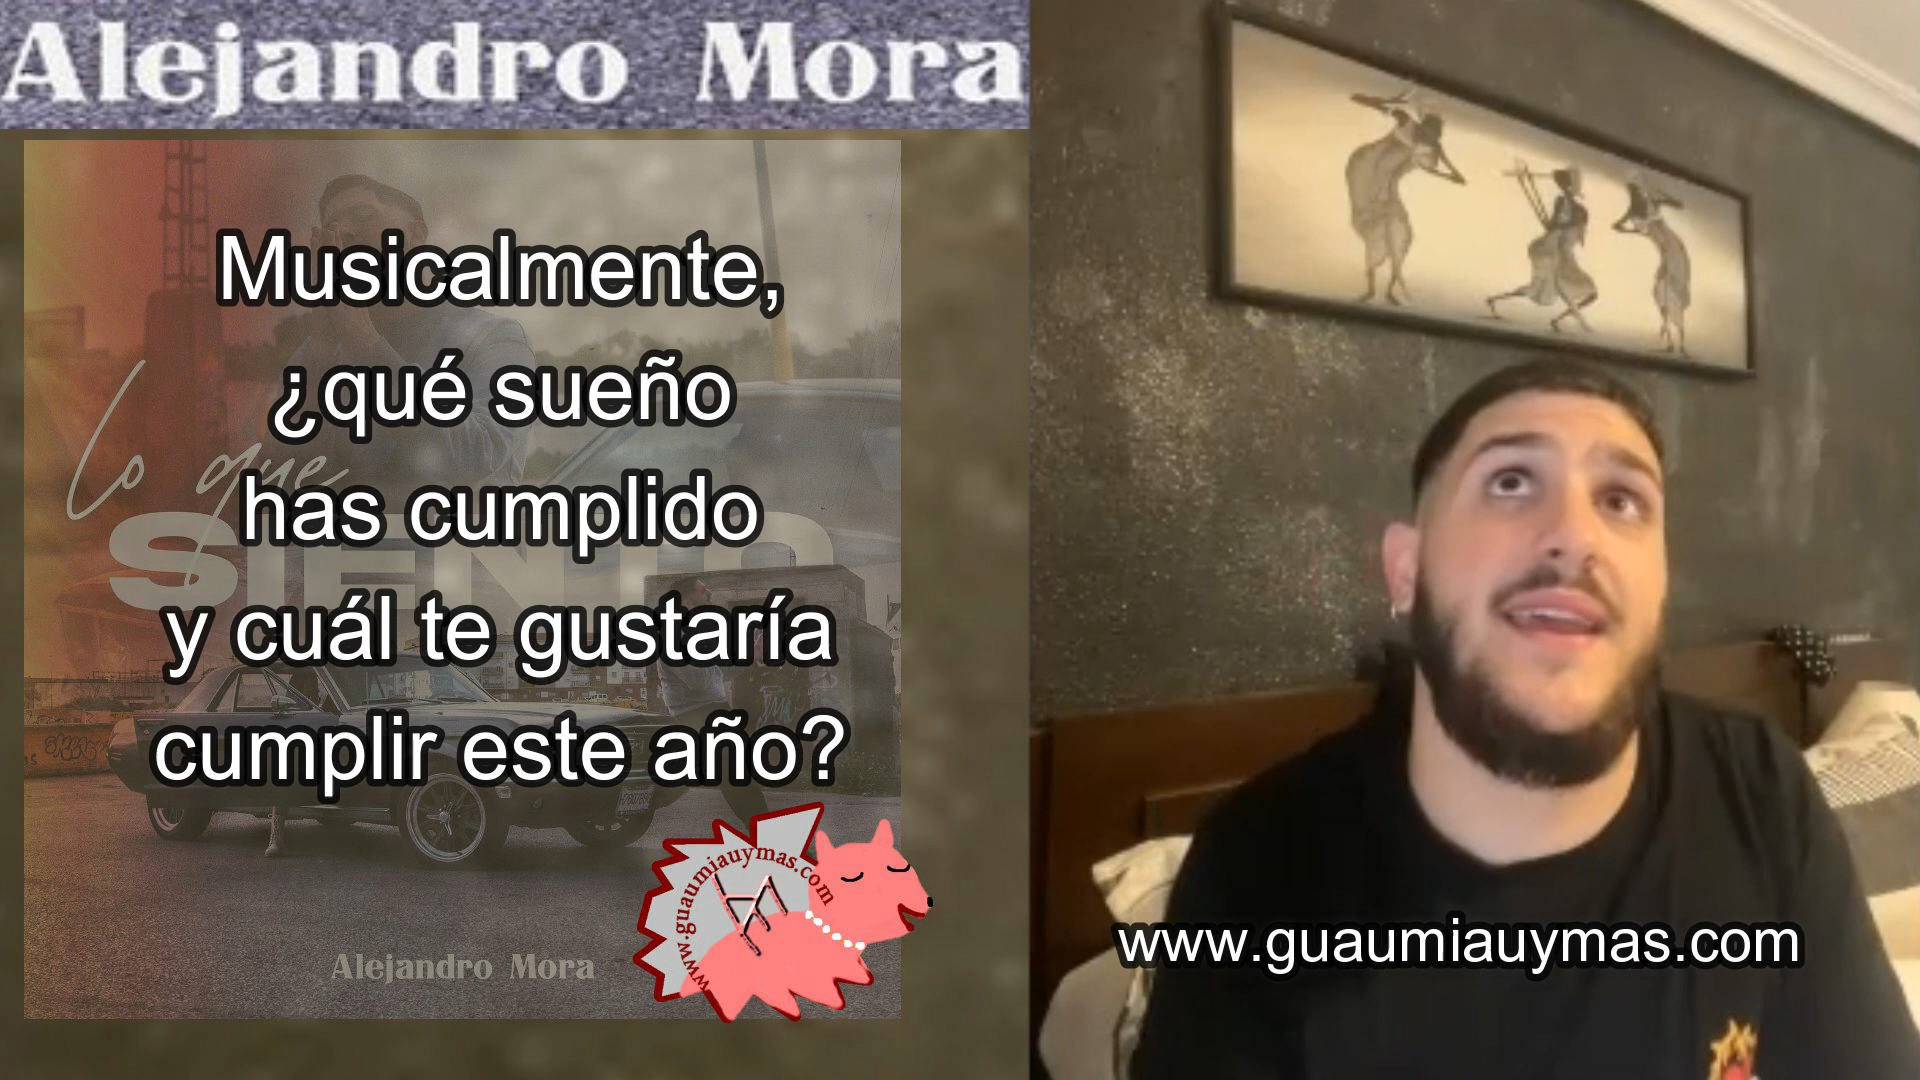 Alejandro Mora
Musicalmente,
¿qué sueño
has cumplido
y cuál te gustaría
cumplir este año?
Lo que
SIENTO
www.guaumiauymas.com
Alejandro Mora
www.guaumiauymas.com